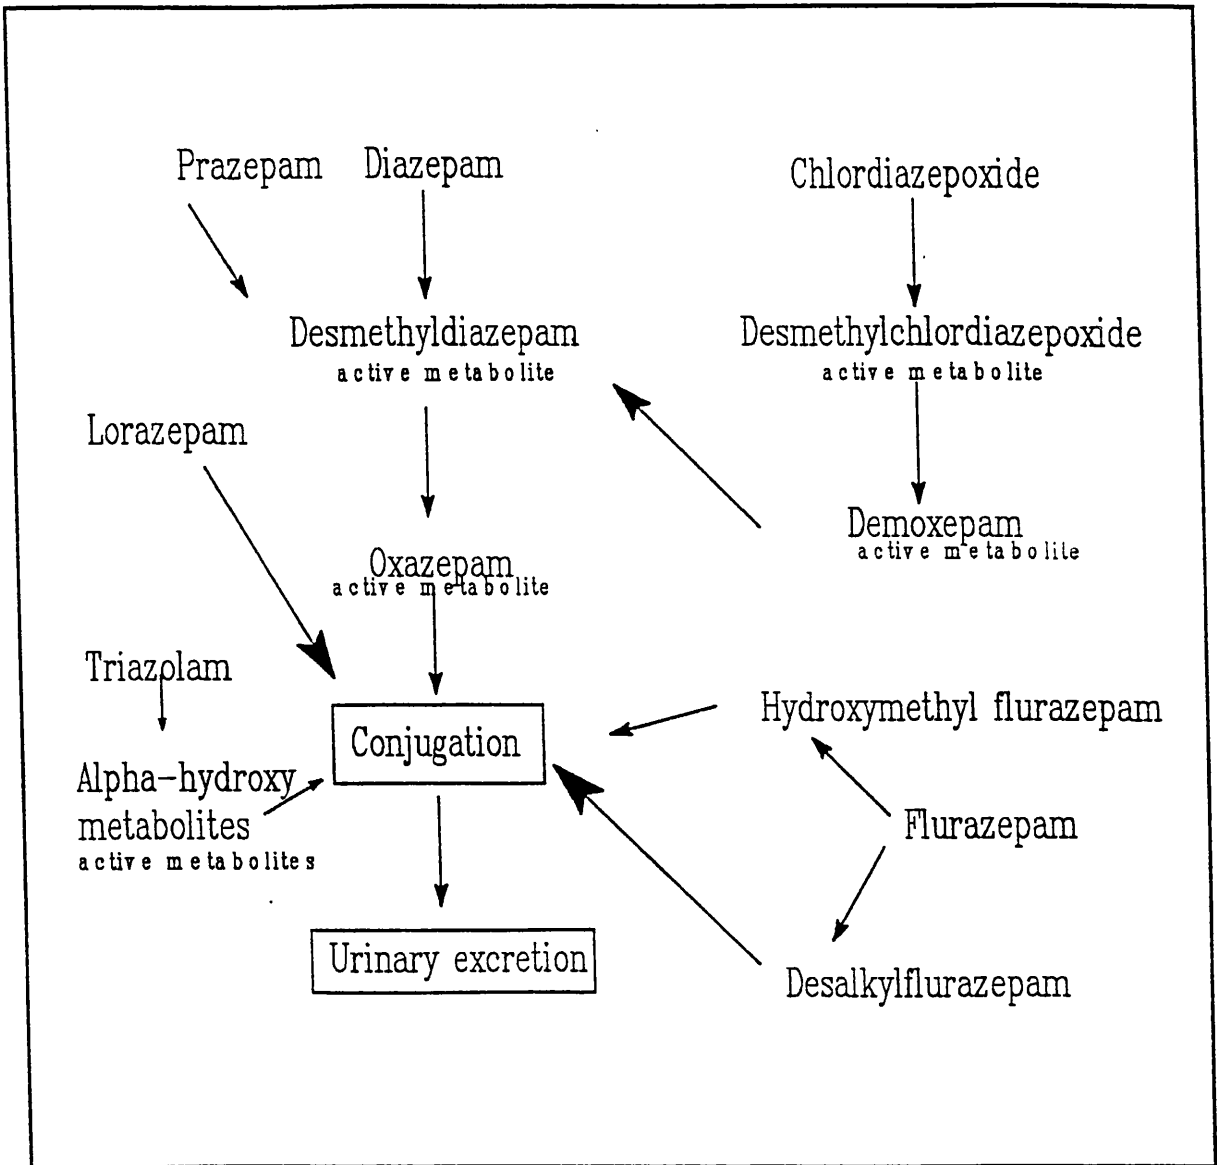 Prazepam
Diazepam
Chlordiazepoxide
Desmethyldiazepam
active metabolite
Desmethylchlordiazepoxide
active metabolite
Lorazepam
Demoxepam
active metabolite
Oxazepam
active metabolite
Triazolam
Hydroxymethyl flurazepam
Conjugation
Alpha-hydroxy
metabolites
active metabolites
Flurazepam
Urinary excretion
Desalkylflurazepam